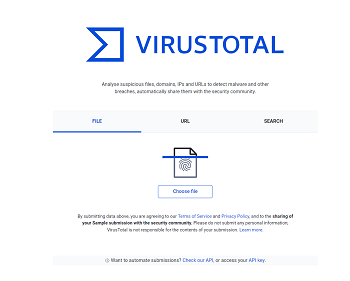 VIRUSTOTAL
Analyse suspicious files, domains, IPs and URLs to detect malware and other
breaches, automatically share them with the security community.
FILE
URL
SEARCH
Choose file
By submitting data above, you are agreeing to our Terms of Service and Privacy Policy, and to the sharing of
your Sample submission with the security community. Please do not submit any personal information;
VirusTotal is not responsible for the contents of your submission. Learn more.
Want to automate submissions? Check our API, or access your API key.